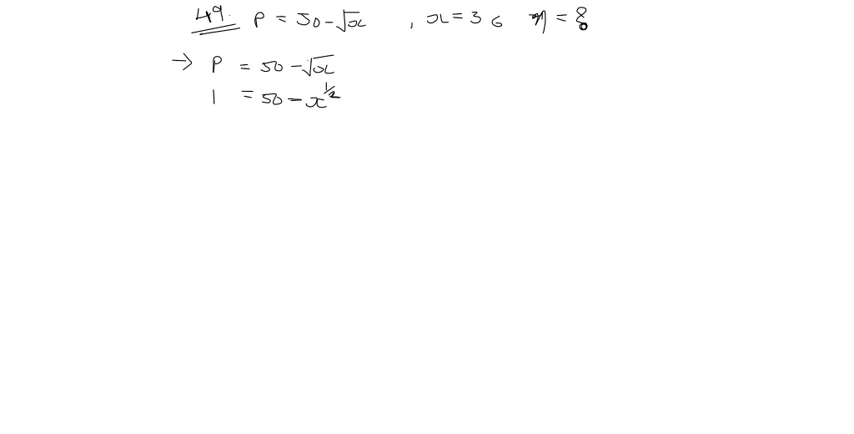 49. P = 50 - √x , x = 36 η = 8
→ P = 50 - √x
1 = 50 - x^1/2